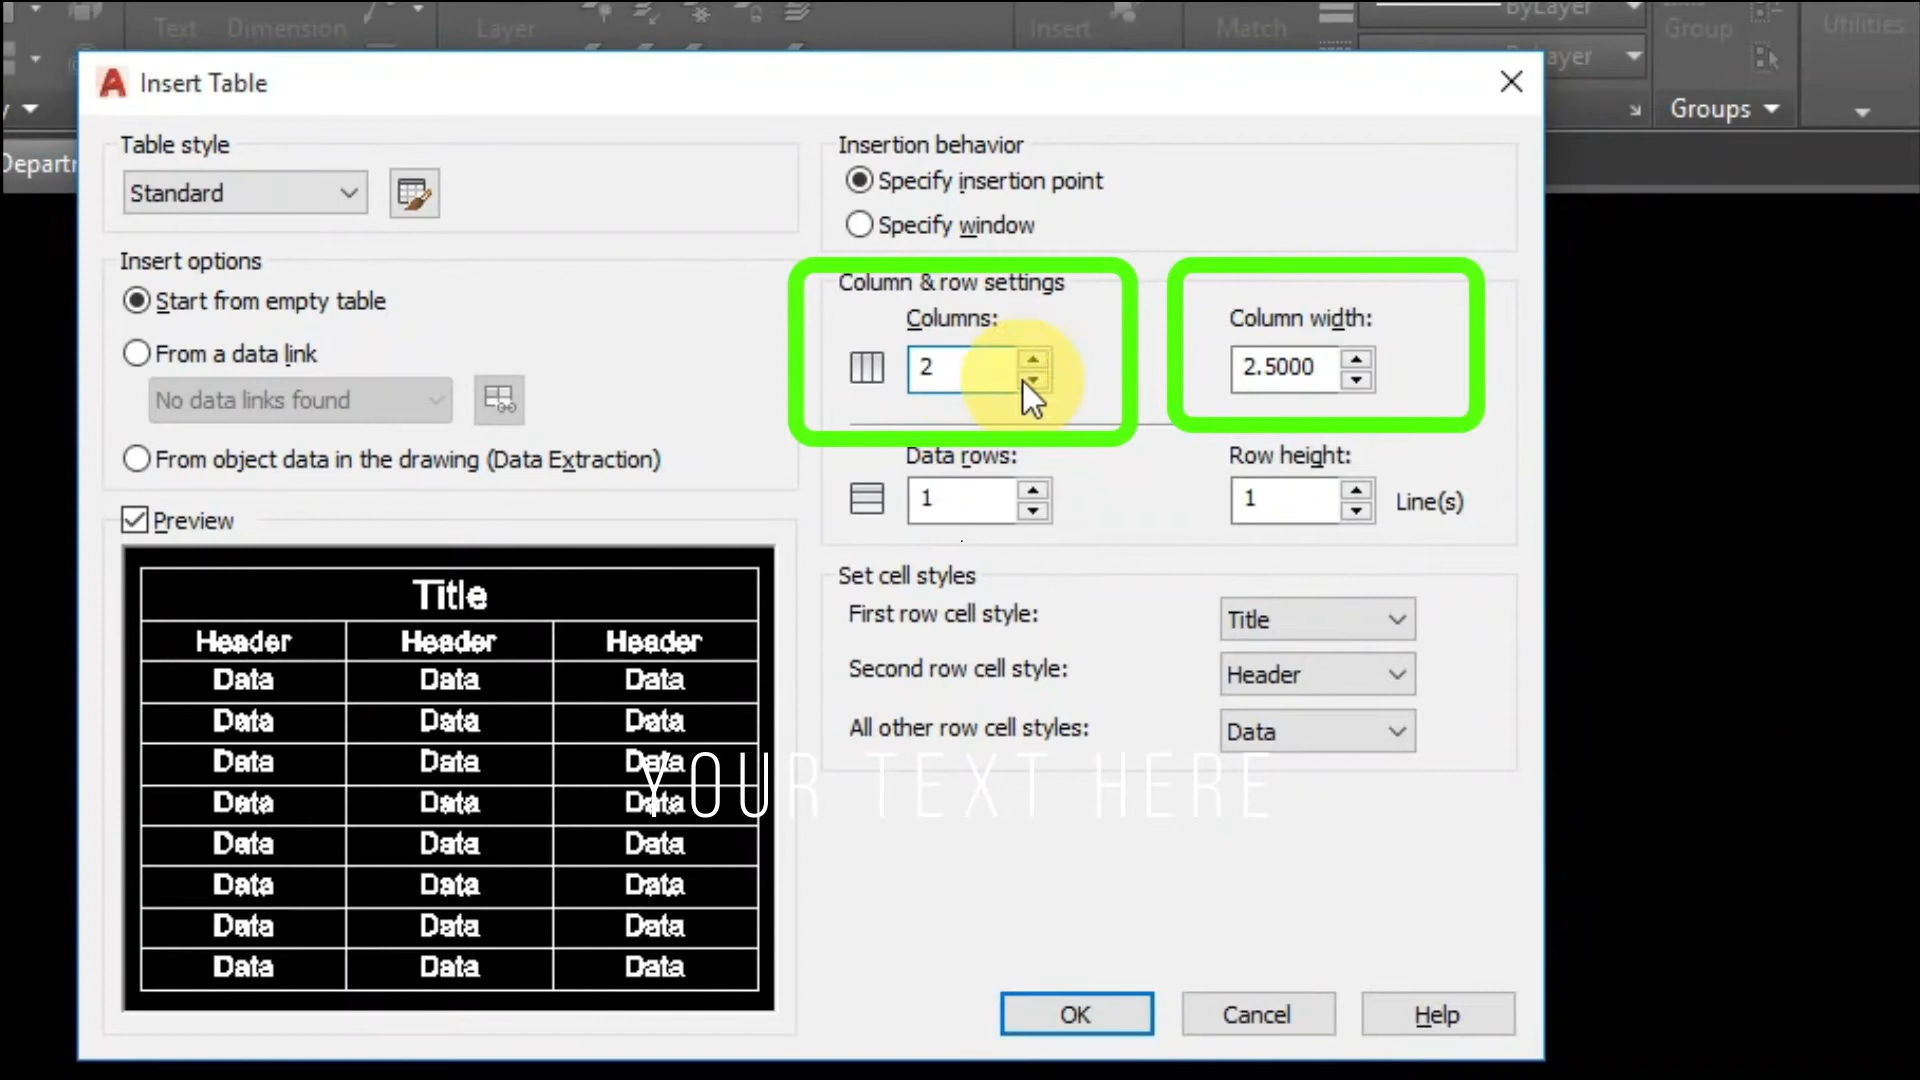 Text Dimension Layer Insert Match ByLayer Group Utilities
ayer
Groups
Insert Table
Table style
Standard
Insert options
Start from empty table
From a data link
No data links found
From object data in the drawing (Data Extraction)
Preview
Title
Header Header Header
Data Data Data
Data Data Data
Data Data Data
Data Data Data
Data Data Data
Data Data Data
Data Data Data
Data Data Data
Insertion behavior
Specify insertion point
Specify window
Column & row settings
Columns: Column width:
2 2.5000
Data rows: Row height:
1 1 Line(s)
Set cell styles
First row cell style: Title
Second row cell style: Header
All other row cell styles: Data
YOUR TEXT HERE
OK Cancel Help